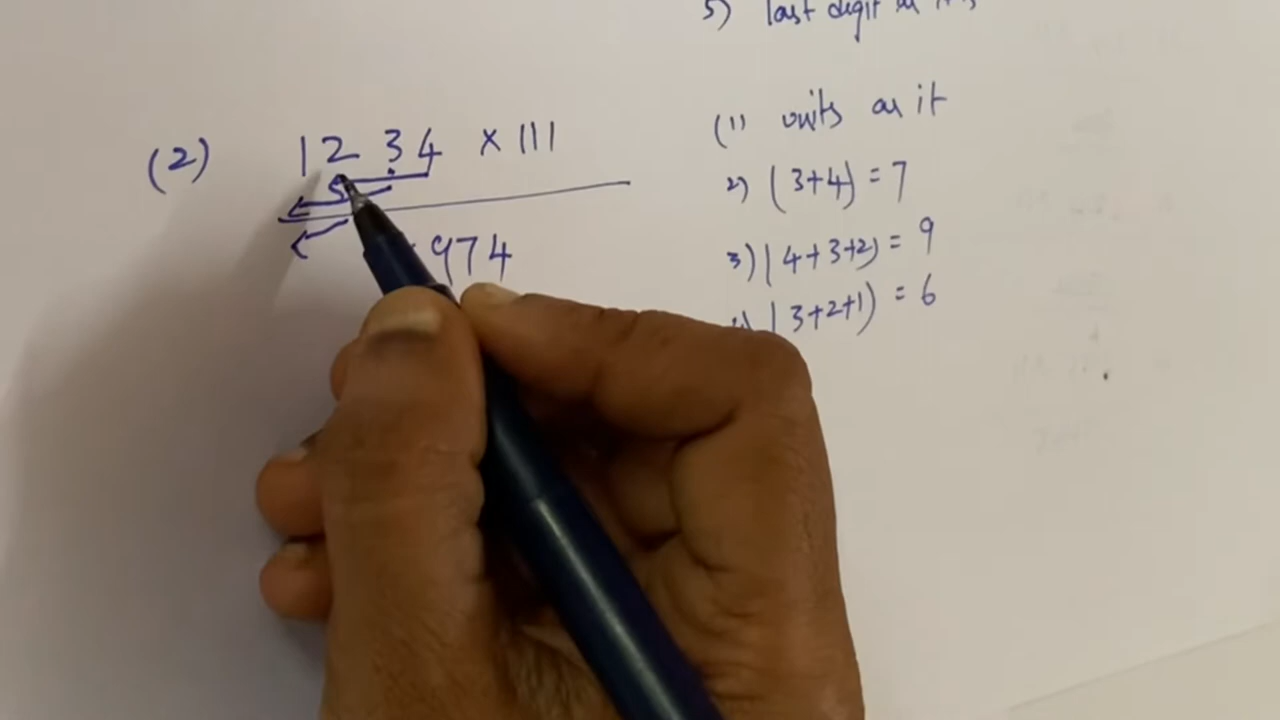 5) last digit
(2) 1234 × 111
974
(1) units as it
2) (3+4) = 7
3) (4+3+2) = 9
(3+2+1) = 6